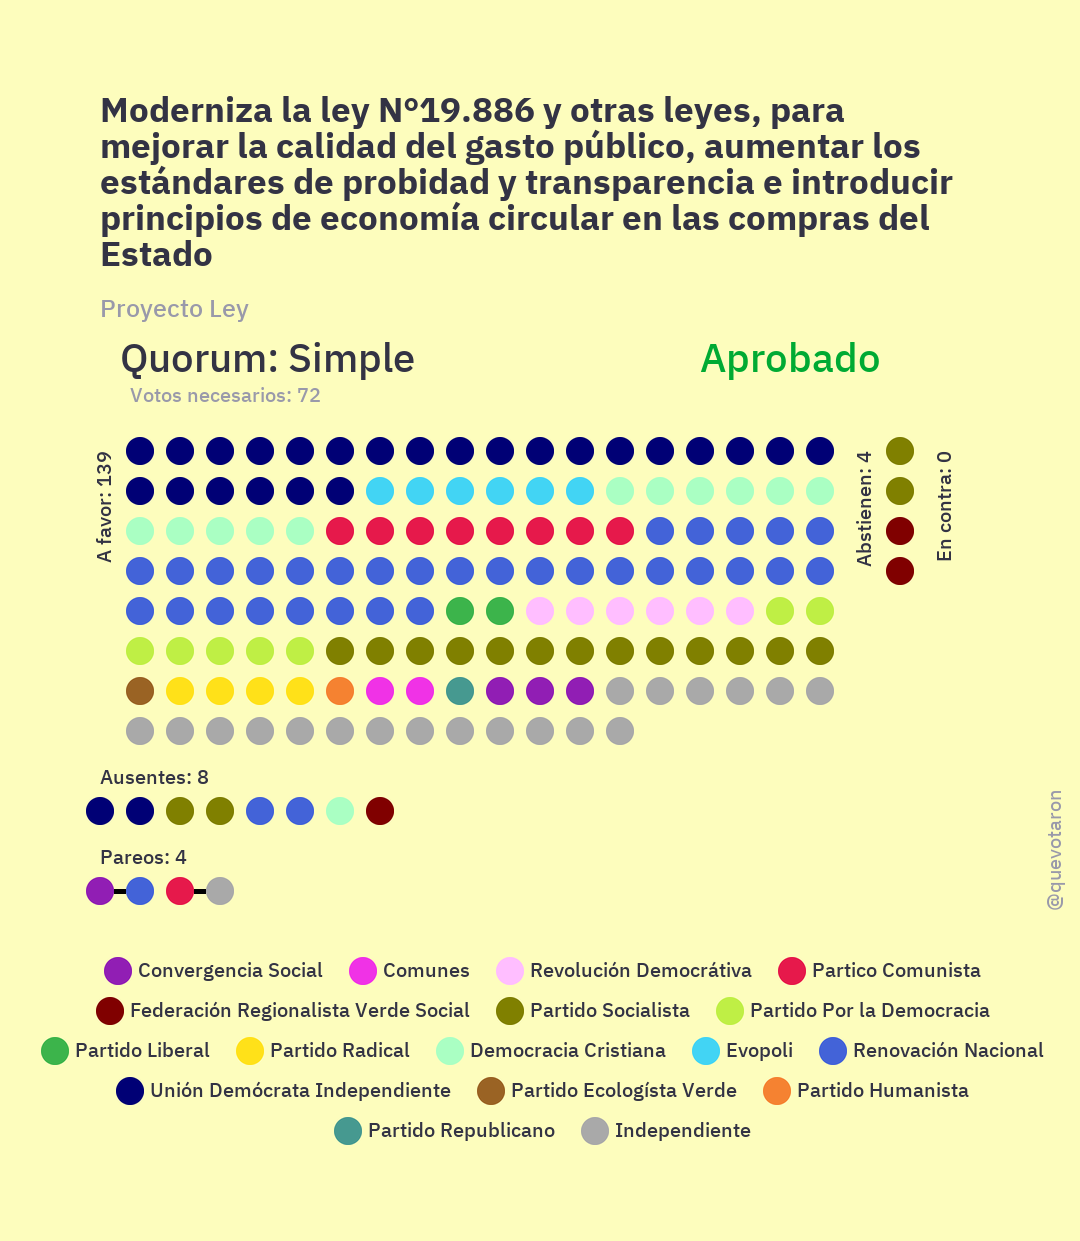 Moderniza la ley N°19.886 y otras leyes, para
mejorar la calidad del gasto público, aumentar los
estándares de probidad y transparencia e introducir
principios de economía circular en las compras del
Estado
Proyecto Ley
Quorum: Simple
Aprobado
Votos necesarios: 72
A favor: 139
Abstienen: 4
En contra: 0
Ausentes: 8
Pareos: 4
@quevotaron
Convergencia Social
Comunes
Revolución Democrátiva
Partico Comunista
Federación Regionalista Verde Social
Partido Socialista
Partido Por la Democracia
Partido Liberal
Partido Radical
Democracia Cristiana
Evopoli
Renovación Nacional
Unión Demócrata Independiente
Partido Ecologísta Verde
Partido Humanista
Partido Republicano
Independiente